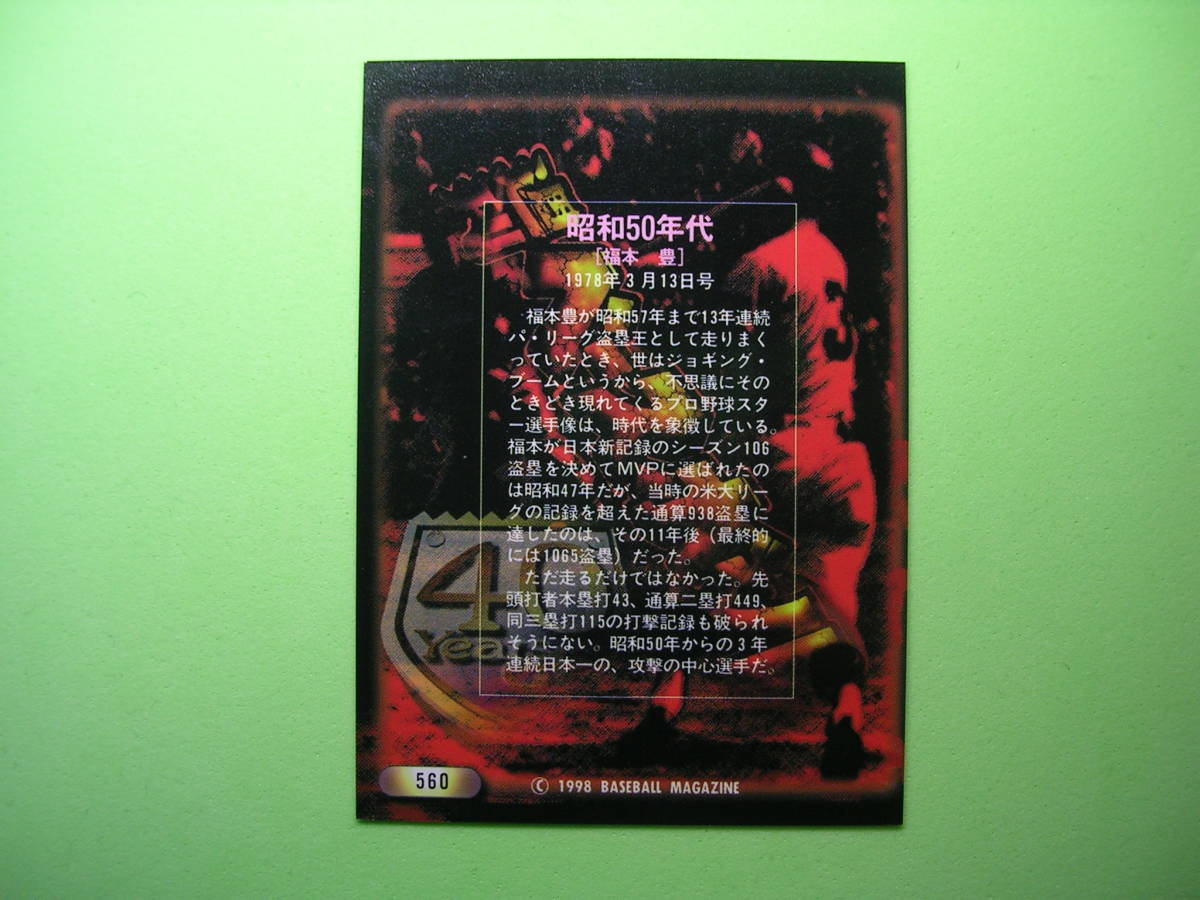 昭和50年代
［福本　豊］
1978年3月13日号
福本豊が昭和57年まで13年連続
パ・リーグ盗塁王として走りまく
っていたとき、世はジョギング・
ブームというから、不思議にその
ときどき現れてくるプロ野球スタ
ー選手像は、時代を象徴している。
福本が日本新記録のシーズン106
盗塁を決めてMVPに選ばれたの
は昭和47年だが、当時の米大リー
グの記録を超えた通算938盗塁に
達したのは、その11年後（最終的
には1065盗塁）だった。
ただ走るだけではなかった。先
頭打者本塁打43、通算二塁打449、
同三塁打115の打撃記録も破られ
そうにない。昭和50年からの3年
連続日本一の、攻撃の中心選手だ。
40
Years
560
© 1998 BASEBALL MAGAZINE